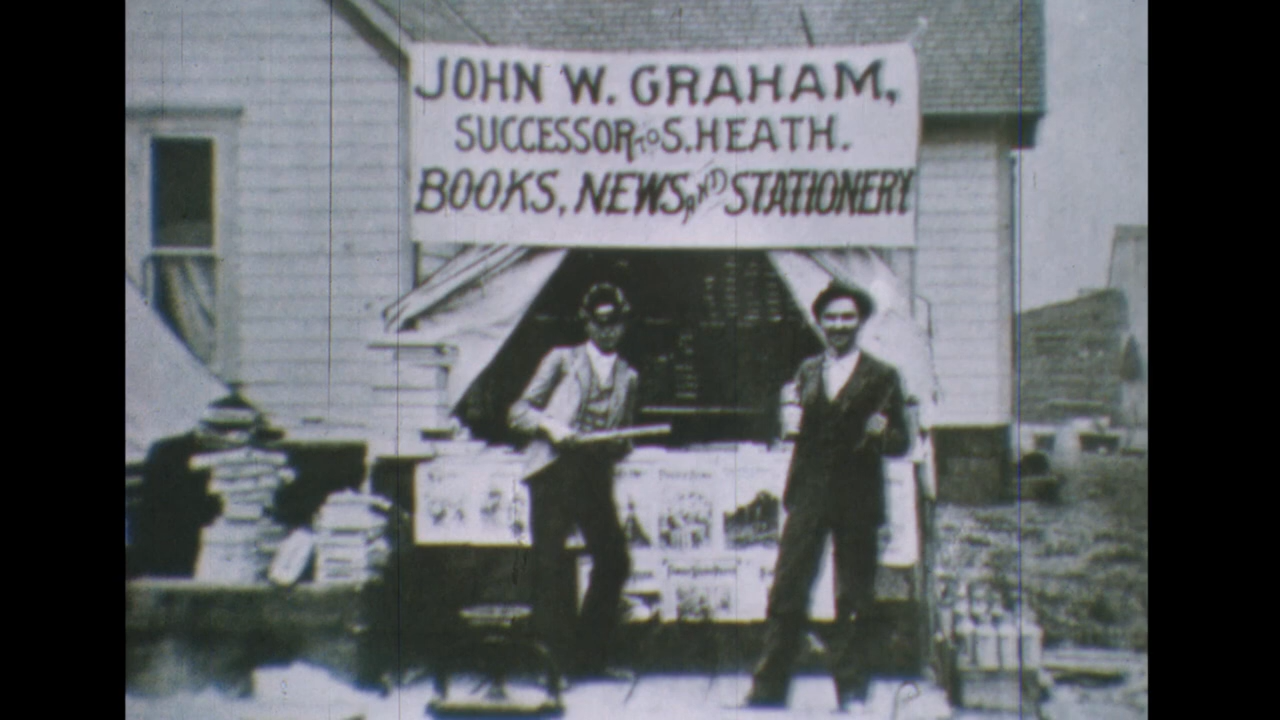 JOHN W. GRAHAM,
SUCCESSOR TO S. HEATH.
BOOKS, NEWS AND STATIONERY